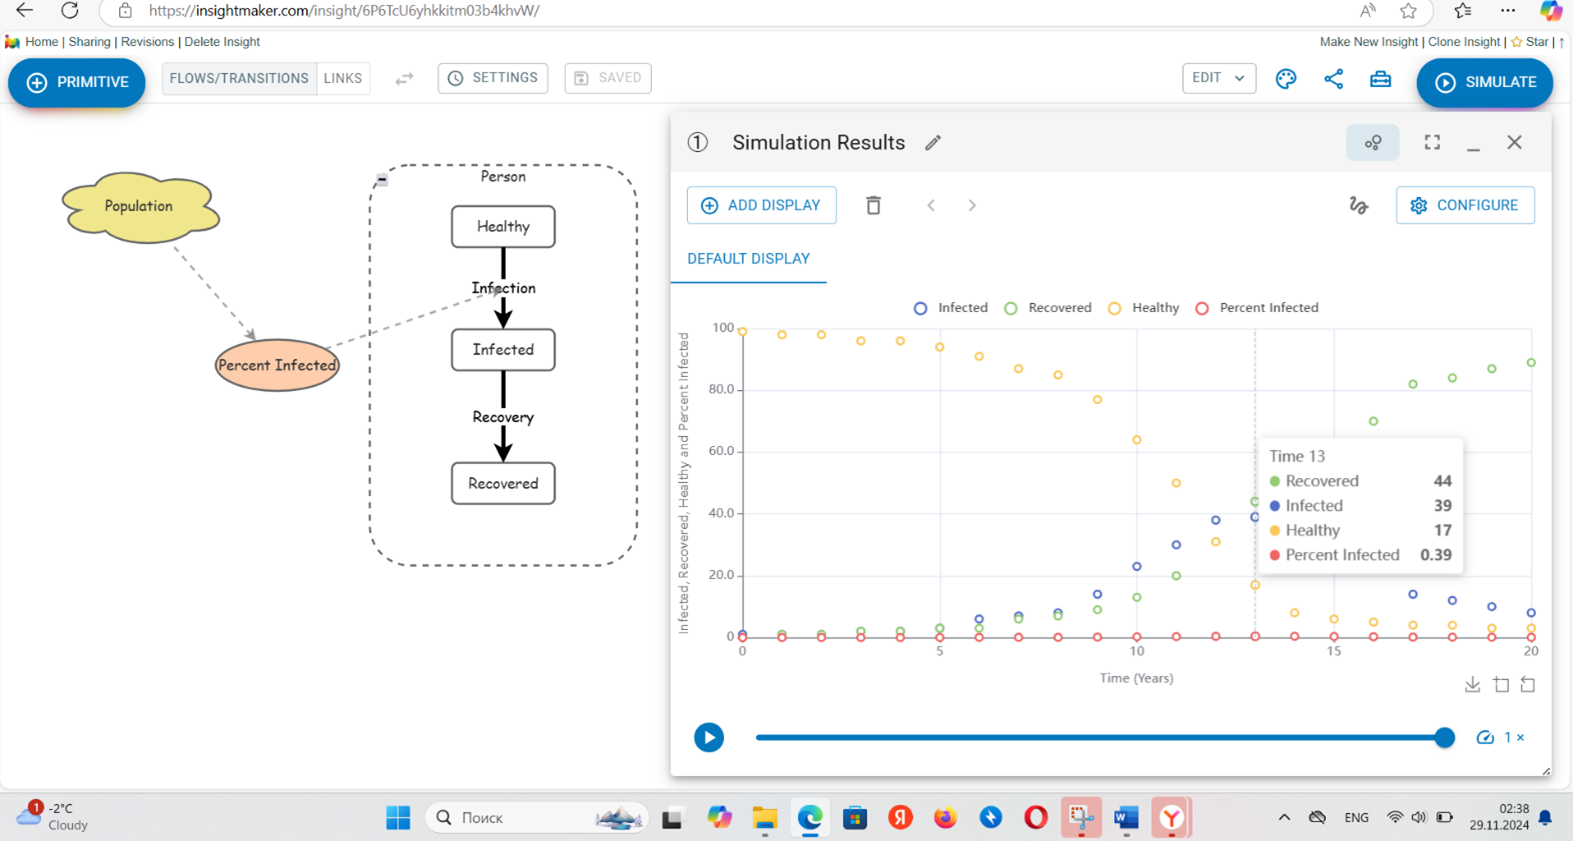 https://insightmaker.com/insight/6P6TcU6yhkkitm03b4khvW/
Home | Sharing | Revisions | Delete Insight
Make New Insight | Clone Insight | Star | ↑
PRIMITIVE
FLOWS/TRANSITIONS
LINKS
SETTINGS
SAVED
EDIT
SIMULATE
Population
Percent Infected
Person
Healthy
Infection
Infected
Recovery
Recovered
1 Simulation Results
ADD DISPLAY
CONFIGURE
DEFAULT DISPLAY
Infected Recovered Healthy Percent Infected
Infected, Recovered, Healthy and Percent Infected
100
80.0
60.0
40.0
20.0
0
0 5 10 15 20
Time (Years)
Time 13
Recovered 44
Infected 39
Healthy 17
Percent Infected 0.39
1 ×
1
-2°C
Cloudy
Поиск
ENG
02:38
29.11.2024